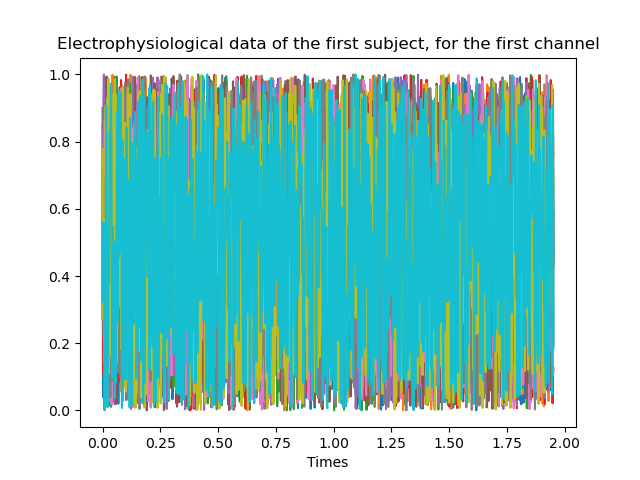 Electrophysiological data of the first subject, for the first channel
1.0
0.8
0.6
0.4
0.2
0.0
0.00 0.25 0.50 0.75 1.00 1.25 1.50 1.75 2.00
Times